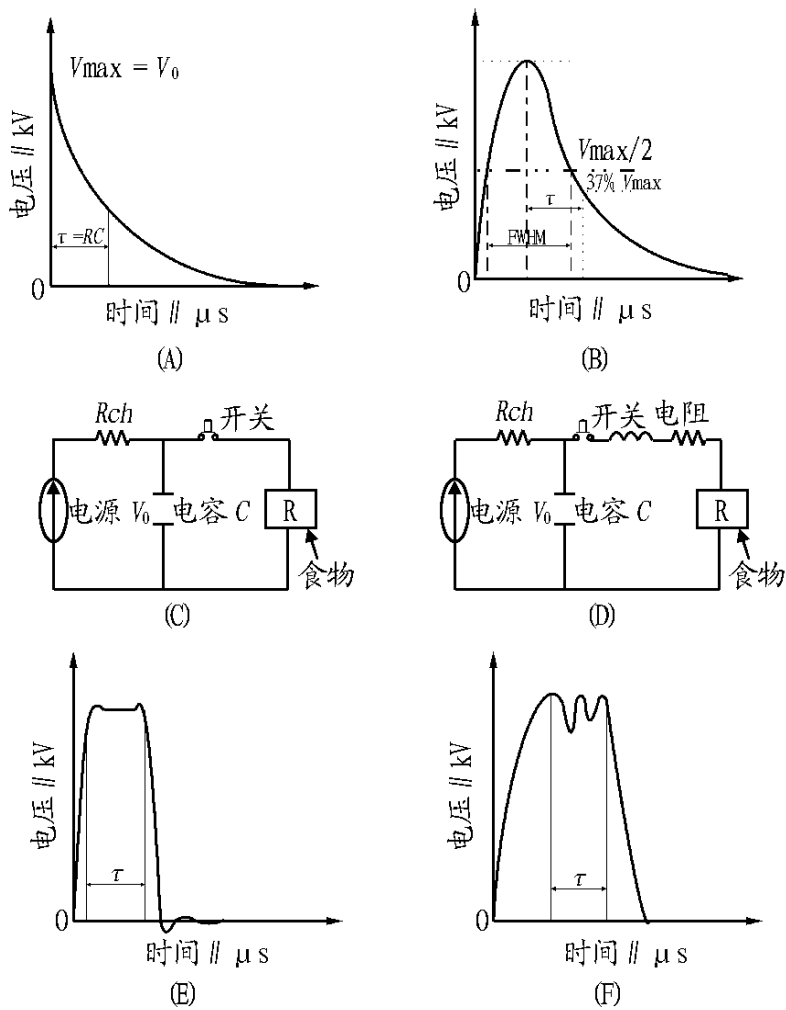 Vmax = V₀
电压 // kV
τ =RC
0
时间 // μs
(A)
Vmax/2
37% Vmax
τ
FWHM
电压 // kV
0
时间 // μs
(B)
Rch
开关
电源 V₀
电容 C
R
食物
(C)
Rch
开关
电阻
电源 V₀
电容 C
R
食物
(D)
电压 // kV
τ
0
时间 // μs
(E)
电压 // kV
τ
0
时间 // μs
(F)